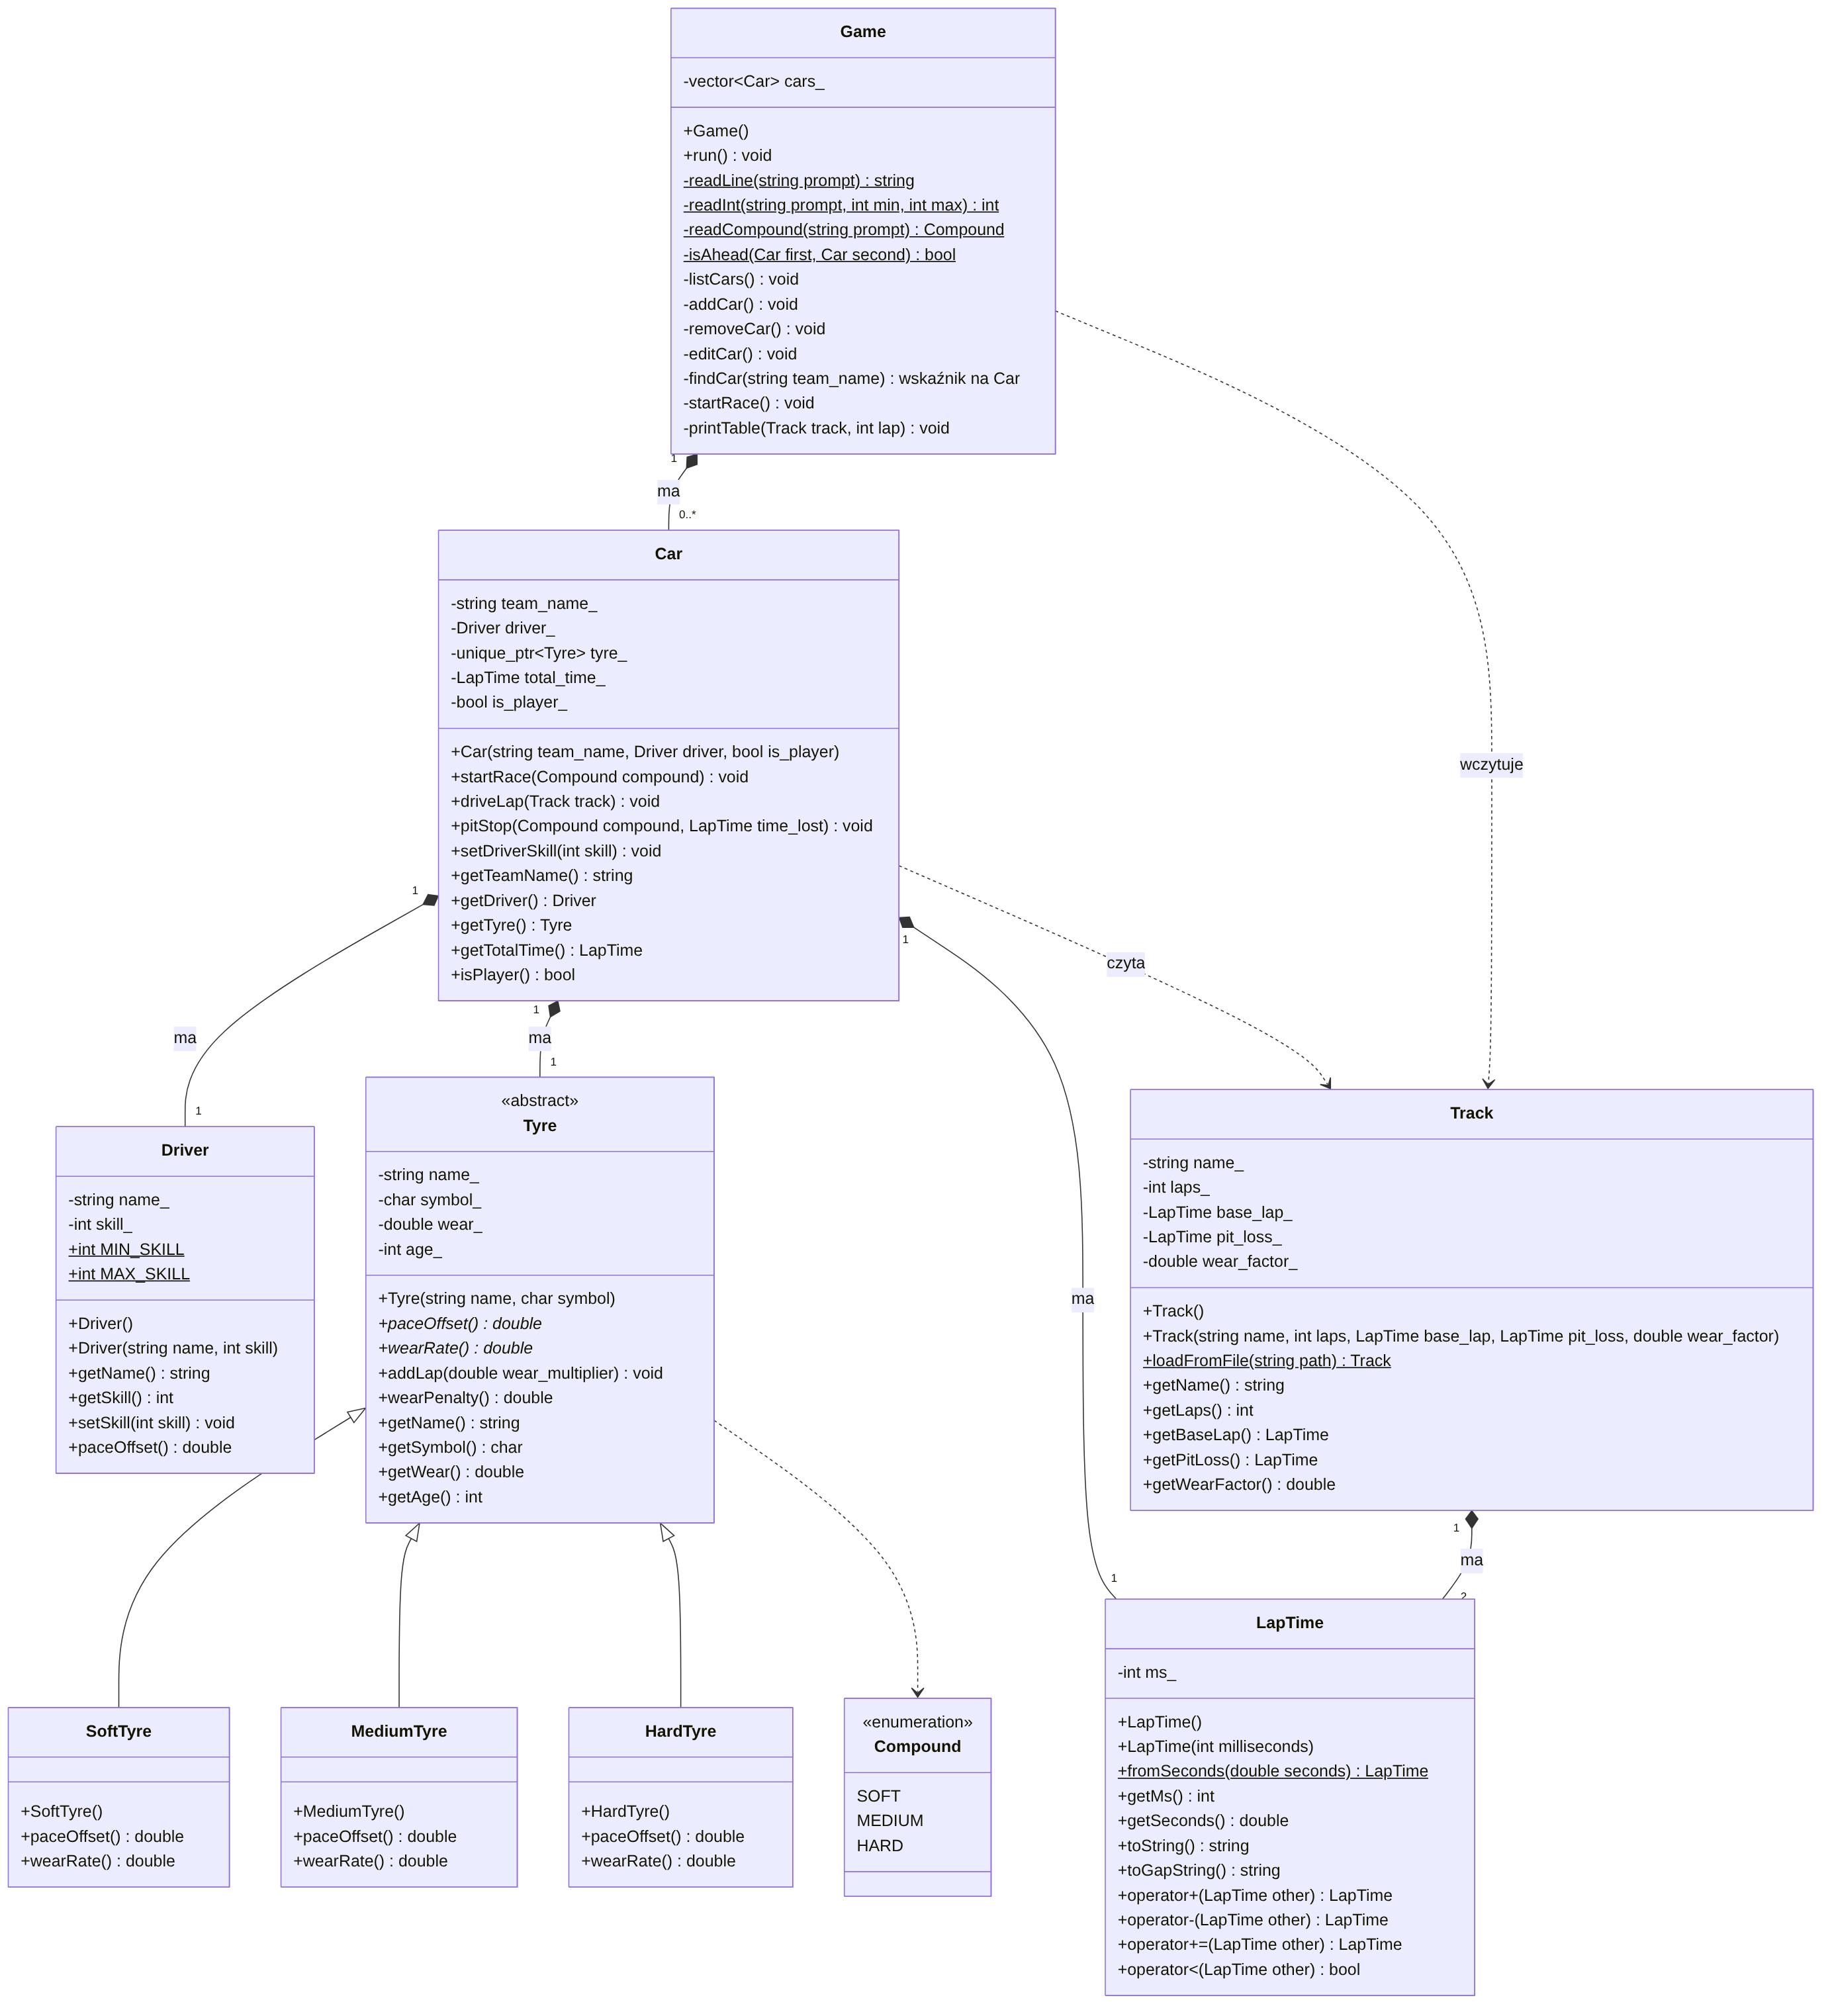 Game
-vector<Car> cars_
+Game()
+run() : void
-readLine(string prompt) : string
-readInt(string prompt, int min, int max) : int
-readCompound(string prompt) : Compound
-isAhead(Car first, Car second) : bool
-listCars() : void
-addCar() : void
-removeCar() : void
-editCar() : void
-findCar(string team_name) : wskaźnik na Car
-startRace() : void
-printTable(Track track, int lap) : void
1
ma
0..*
wczytuje
Car
-string team_name_
-Driver driver_
-unique_ptr<Tyre> tyre_
-LapTime total_time_
-bool is_player_
+Car(string team_name, Driver driver, bool is_player)
+startRace(Compound compound) : void
+driveLap(Track track) : void
+pitStop(Compound compound, LapTime time_lost) : void
+setDriverSkill(int skill) : void
+getTeamName() : string
+getDriver() : Driver
+getTyre() : Tyre
+getTotalTime() : LapTime
+isPlayer() : bool
1
ma
1
1
ma
1
1
ma
1
czyta
Driver
-string name_
-int skill_
+int MIN_SKILL
+int MAX_SKILL
+Driver()
+Driver(string name, int skill)
+getName() : string
+getSkill() : int
+setSkill(int skill) : void
+paceOffset() : double
«abstract»
Tyre
-string name_
-char symbol_
-double wear_
-int age_
+Tyre(string name, char symbol)
+paceOffset() : double
+wearRate() : double
+addLap(double wear_multiplier) : void
+wearPenalty() : double
+getName() : string
+getSymbol() : char
+getWear() : double
+getAge() : int
Track
-string name_
-int laps_
-LapTime base_lap_
-LapTime pit_loss_
-double wear_factor_
+Track()
+Track(string name, int laps, LapTime base_lap, LapTime pit_loss, double wear_factor)
+loadFromFile(string path) : Track
+getName() : string
+getLaps() : int
+getBaseLap() : LapTime
+getPitLoss() : LapTime
+getWearFactor() : double
1
ma
2
SoftTyre
+SoftTyre()
+paceOffset() : double
+wearRate() : double
MediumTyre
+MediumTyre()
+paceOffset() : double
+wearRate() : double
HardTyre
+HardTyre()
+paceOffset() : double
+wearRate() : double
«enumeration»
Compound
SOFT
MEDIUM
HARD
LapTime
-int ms_
+LapTime()
+LapTime(int milliseconds)
+fromSeconds(double seconds) : LapTime
+getMs() : int
+getSeconds() : double
+toString() : string
+toGapString() : string
+operator+(LapTime other) : LapTime
+operator-(LapTime other) : LapTime
+operator+=(LapTime other) : LapTime
+operator<(LapTime other) : bool